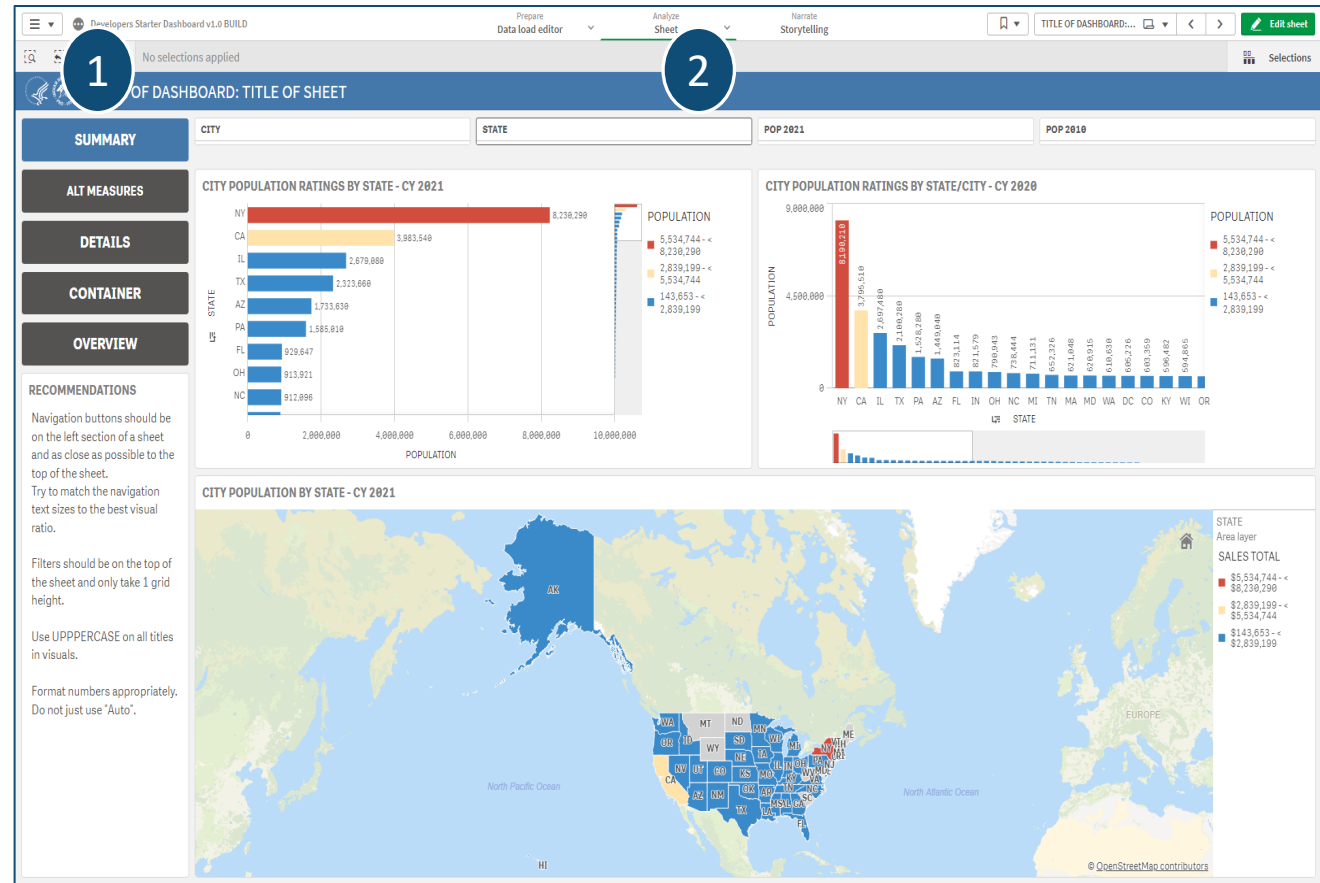 Developers Starter Dashboard v1.0 BUILD
Prepare
Data load editor
Analyze
Sheet
Narrate
Storytelling
TITLE OF DASHBOARD:...
Edit sheet
1
No selections applied
2
Selections
OF DASHBOARD: TITLE OF SHEET
SUMMARY
ALT MEASURES
DETAILS
CONTAINER
OVERVIEW
RECOMMENDATIONS
Navigation buttons should be
on the left section of a sheet
and as close as possible to the
top of the sheet.
Try to match the navigation
text sizes to the best visual
ratio.
Filters should be on the top of
the sheet and only take 1 grid
height.
Use UPPPERCASE on all titles
in visuals.
Format numbers appropriately.
Do not just use "Auto".
CITY
STATE
POP 2021
POP 2010
CITY POPULATION RATINGS BY STATE - CY 2021
STATE
NY 8,230,290
CA 3,983,540
IL 2,679,080
TX 2,323,660
AZ 1,733,630
PA 1,585,010
FL 929,647
OH 913,921
NC 912,096
0 2,000,000 4,000,000 6,000,000 8,000,000 10,000,000
POPULATION
POPULATION
5,534,744 - <
8,230,290
2,839,199 - <
5,534,744
143,653 - <
2,839,199
CITY POPULATION RATINGS BY STATE/CITY - CY 2020
POPULATION
9,000,000
4,500,000
0
8,190,210 3,795,510 2,697,480 2,100,280 1,528,280 1,449,040 823,114 821,579 790,943 738,444 711,131 652,326 621,048 620,915 610,630 605,226 603,359 596,482 594,865
NY CA IL TX PA AZ FL IN OH NC MI TN MA MD WA DC CO KY WI OR
STATE
POPULATION
5,534,744 - <
8,230,290
2,839,199 - <
5,534,744
143,653 - <
2,839,199
CITY POPULATION BY STATE - CY 2021
STATE
Area layer
SALES TOTAL
$5,534,744 - <
$8,230,290
$2,839,199 - <
$5,534,744
$143,653 - <
$2,839,199
AK
EUROPE
WA MT ND MN ME
OR ID WY SD WI MI NY
NV UT CO NE IA IL IN OH PA NJ
CA KS MO KY WV VA
AZ NM OK AR TN NC SC
TX LA MS AL GA
FL
HI
North Pacific Ocean
North Atlantic Ocean
© OpenStreetMap contributors